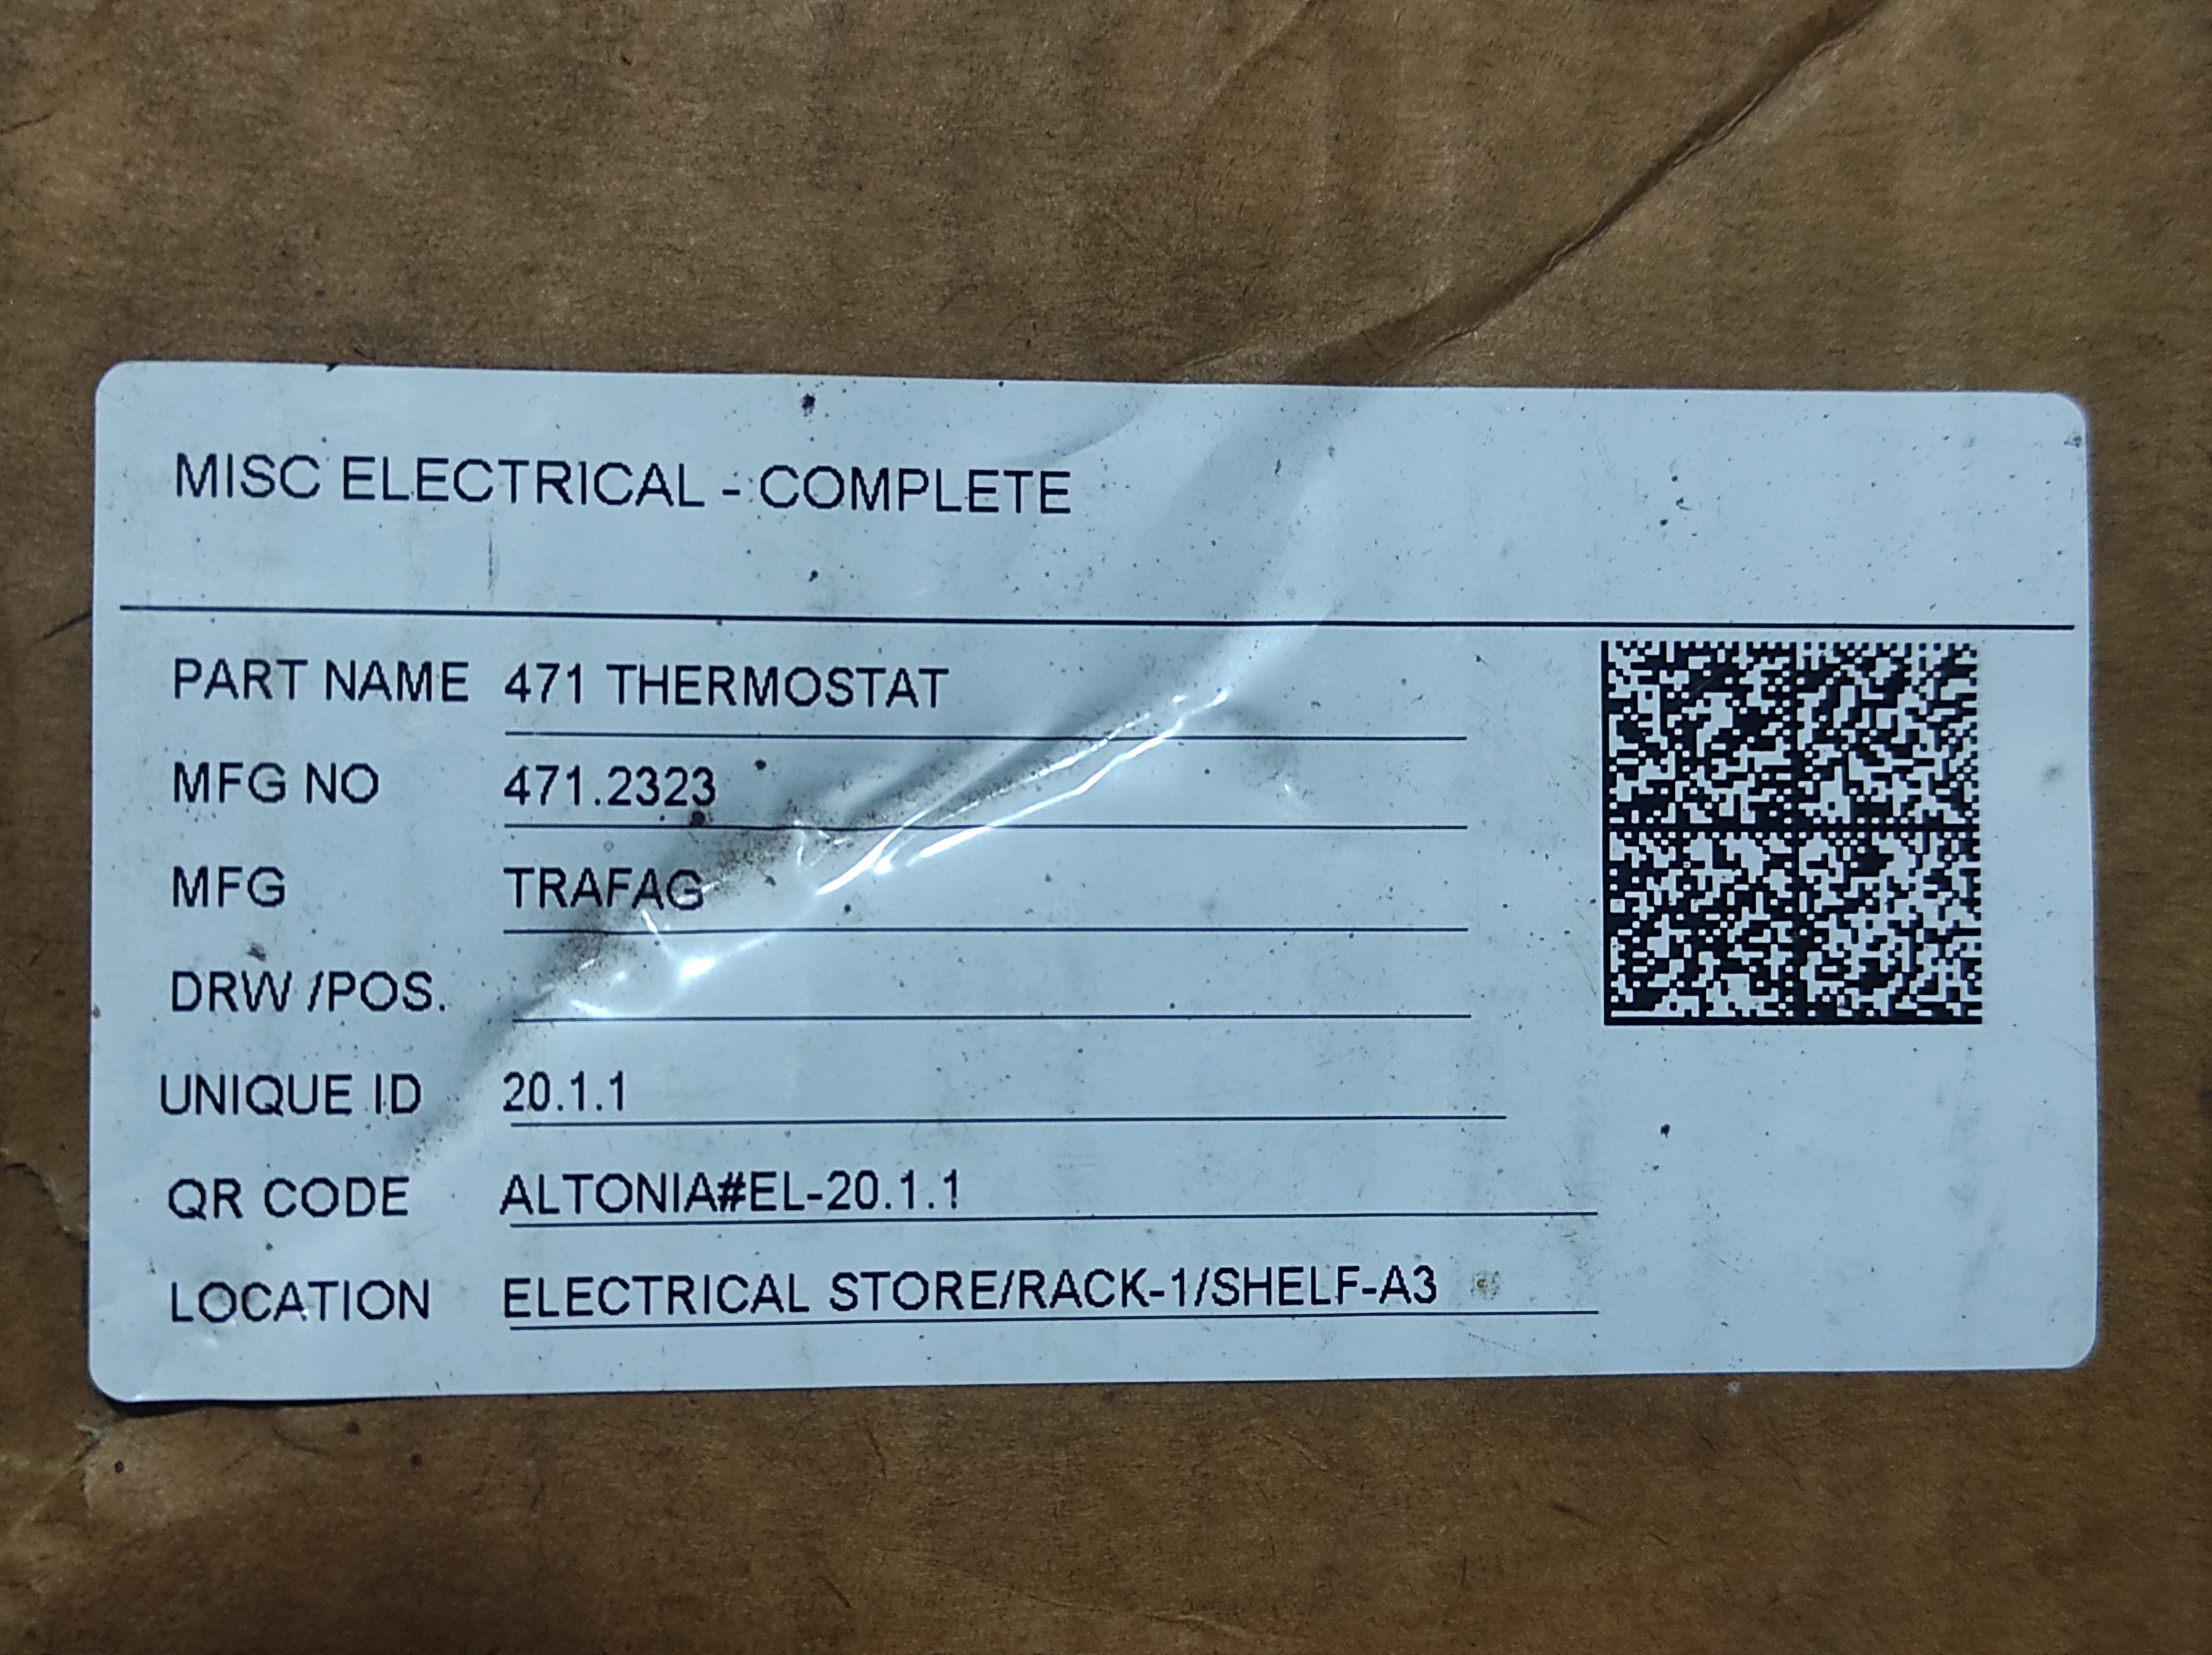 MISC ELECTRICAL - COMPLETE
PART NAME 471 THERMOSTAT
MFG NO 471.2323
MFG TRAFAG
DRW /POS.
UNIQUE ID 20.1.1
QR CODE ALTONIA#EL-20.1.1
LOCATION ELECTRICAL STORE/RACK-1/SHELF-A3